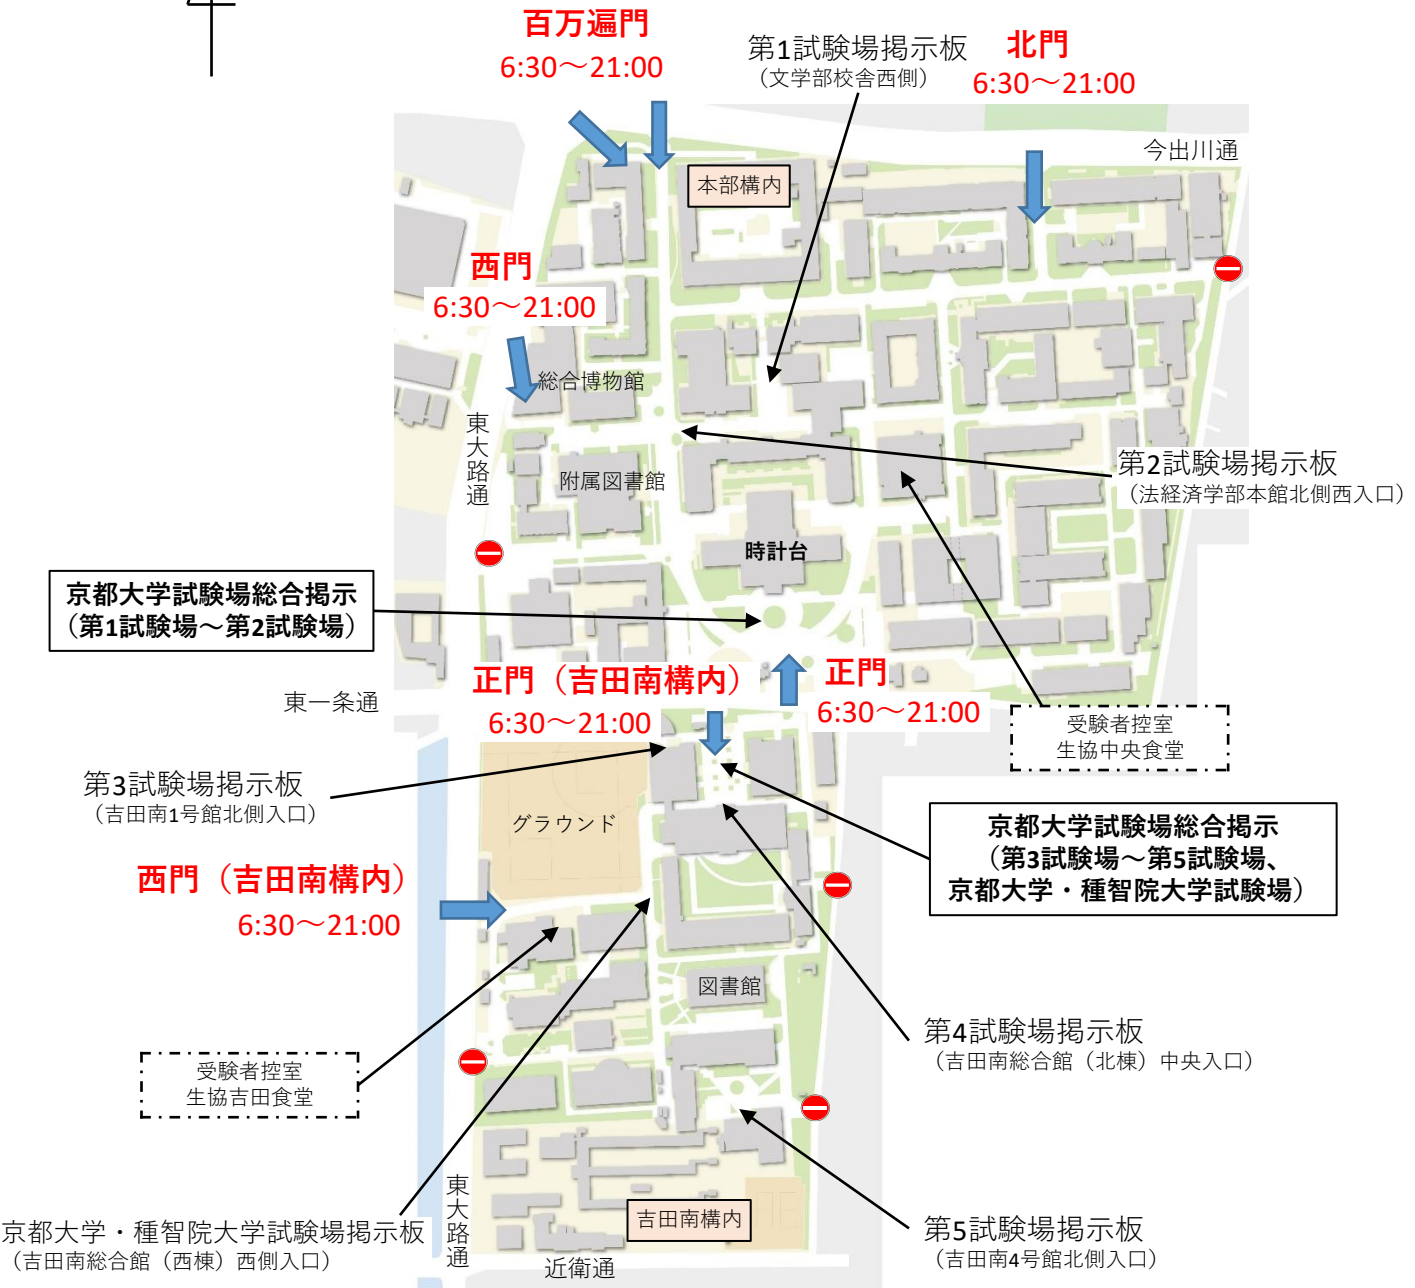 百万遍門
6:30～21:00
第1試験場掲示板
（文学部校舎西側）
北門
6:30～21:00
今出川通
本部構内
西門
6:30～21:00
総合博物館
東大路通
附属図書館
第2試験場掲示板
（法経済学部本館北側西入口）
時計台
京都大学試験場総合掲示
（第1試験場～第2試験場）
正門（吉田南構内）
6:30～21:00
正門
6:30～21:00
東一条通
受験者控室
生協中央食堂
第3試験場掲示板
（吉田南1号館北側入口）
グラウンド
京都大学試験場総合掲示
（第3試験場～第5試験場、
京都大学・種智院大学試験場）
西門（吉田南構内）
6:30～21:00
図書館
第4試験場掲示板
（吉田南総合館（北棟）中央入口）
受験者控室
生協吉田食堂
東大路通
吉田南構内
京都大学・種智院大学試験場掲示板
（吉田南総合館（西棟）西側入口）
第5試験場掲示板
（吉田南4号館北側入口）
近衛通